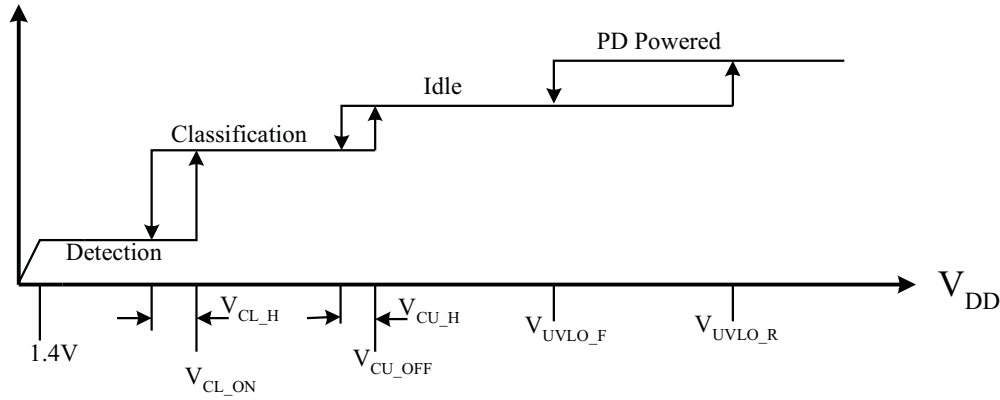 PD Powered
Idle
Classification
Detection
V_DD
V_CL_H
V_CU_H
V_UVLO_F
V_UVLO_R
1.4V
V_CU_OFF
V_CL_ON